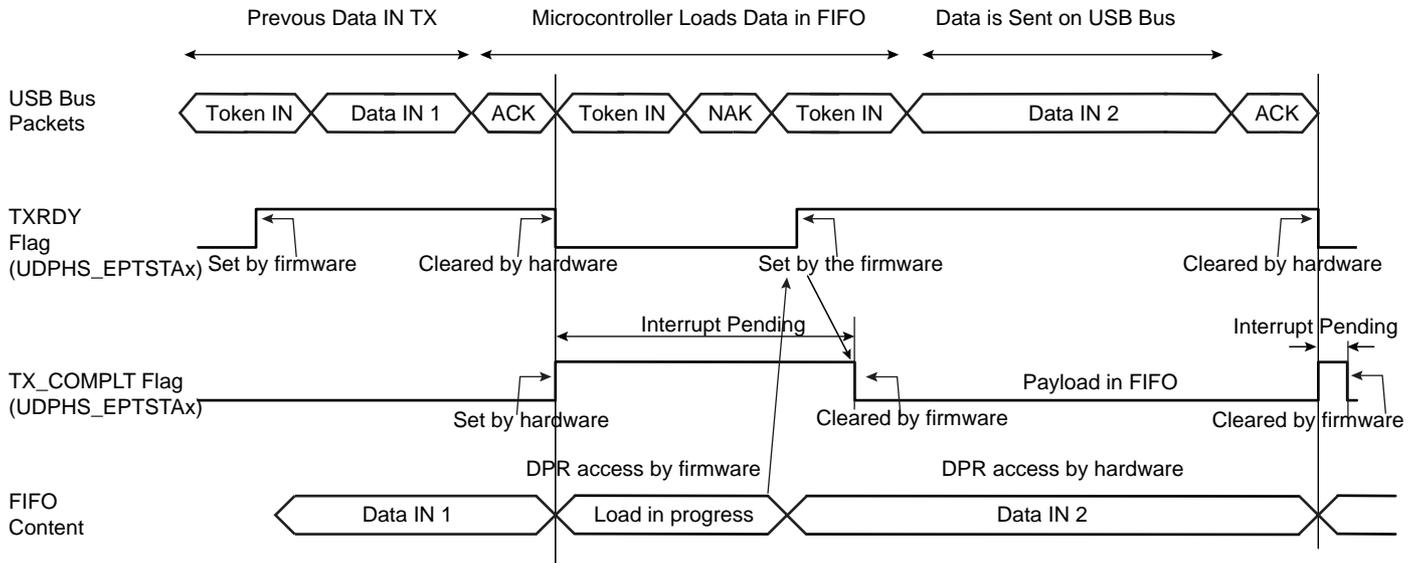 Prevous Data IN TX
Microcontroller Loads Data in FIFO
Data is Sent on USB Bus
USB Bus
Packets
Token IN
Data IN 1
ACK
Token IN
NAK
Token IN
Data IN 2
ACK
TXRDY
Flag
(UDPHS_EPTSTAx)
Set by firmware
Cleared by hardware
Set by the firmware
Cleared by hardware
Interrupt Pending
Interrupt Pending
TX_COMPLT Flag
(UDPHS_EPTSTAx)
Payload in FIFO
Set by hardware
Cleared by firmware
Cleared by firmware
DPR access by firmware
DPR access by hardware
FIFO
Content
Data IN 1
Load in progress
Data IN 2